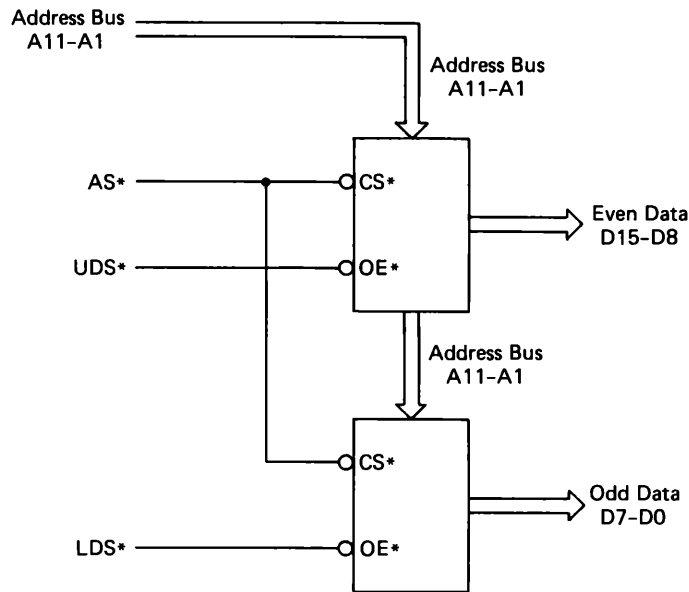 Address Bus
A11-A1
Address Bus
A11-A1
AS*
CS*
Even Data
D15-D8
UDS*
OE*
Address Bus
A11-A1
CS*
Odd Data
D7-D0
LDS*
OE*